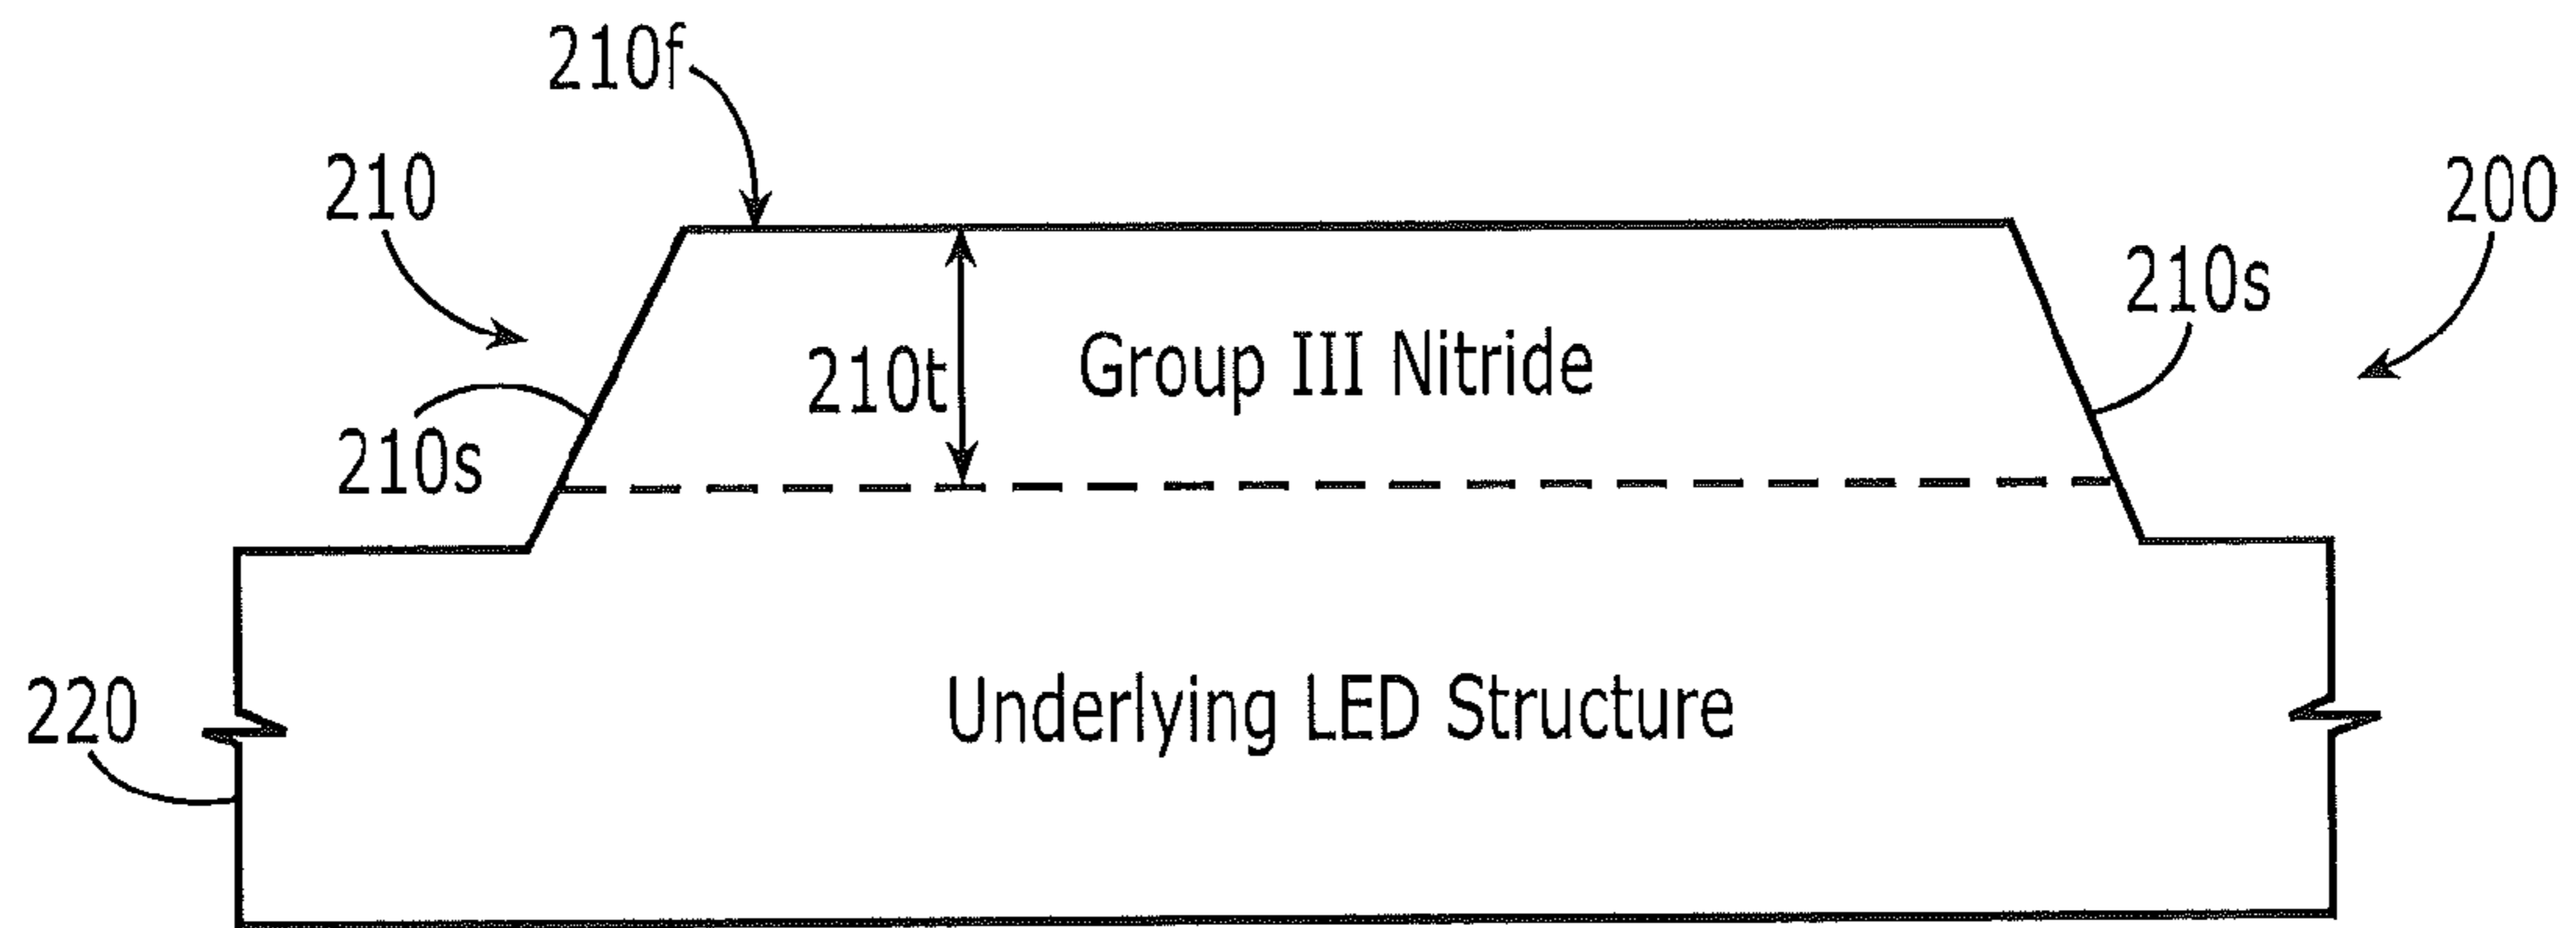 210f
210
200
210s
210t
Group III Nitride
210s
220
Underlying LED Structure